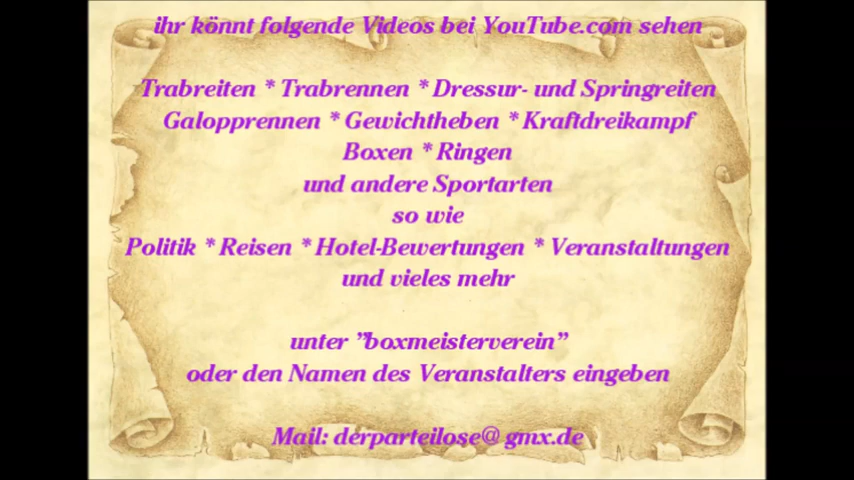 ihr könnt folgende Videos bei YouTube.com sehen
Trabreiten * Trabrennen * Dressur- und Springreiten
Galopprennen * Gewichtheben * Kraftdreikampf
Boxen * Ringen
und andere Sportarten
so wie
Politik * Reisen * Hotel-Bewertungen * Veranstaltungen
und vieles mehr
unter ”boxmeisterverein”
oder den Namen des Veranstalters eingeben
Mail: derparteilose@gmx.de